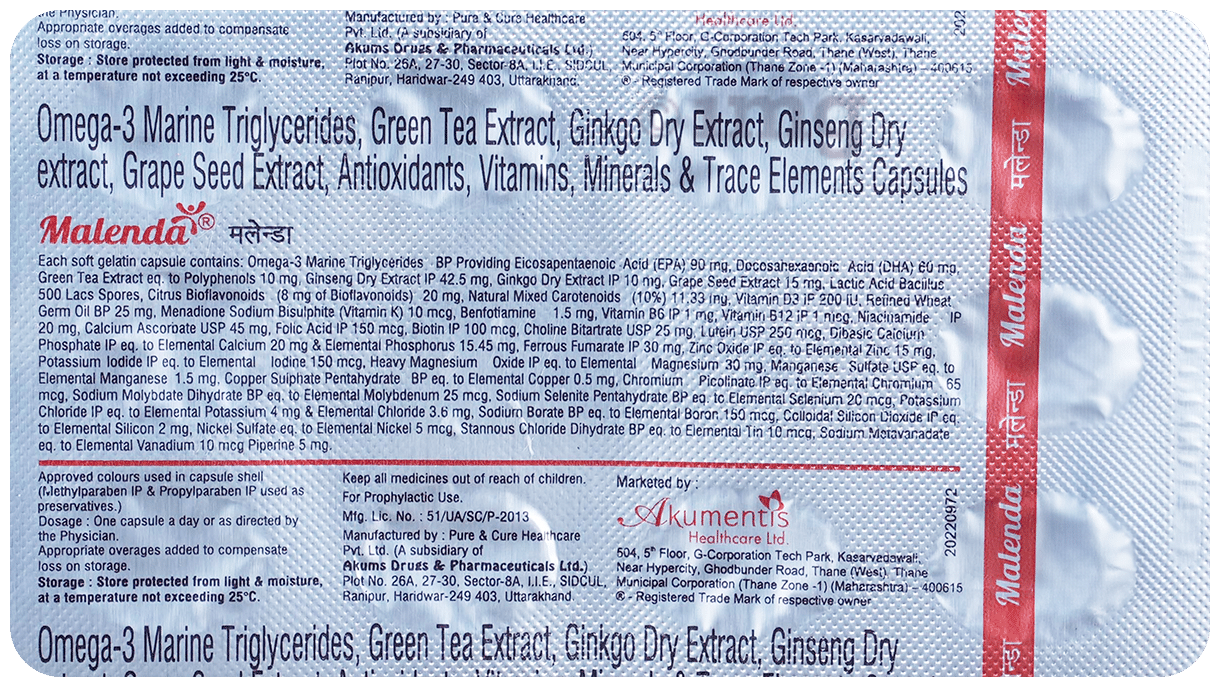 the Physician.
Appropriate overages added to compensate
loss on storage.
Storage : Store protected from light & moisture,
at a temperature not exceeding 25°C.
Manufactured by : Pure & Cure Healthcare
Pvt. Ltd. (A subsidiary of
Akums Drugs & Pharmaceuticals Ltd.)
Plot No. 26A, 27-30, Sector-8A, I.I.E., SIDCUL,
Ranipur, Haridwar-249 403, Uttarakhand.
Healthcare Ltd.
504, 5th Floor, G-Corporation Tech Park, Kasarvadawali,
Near Hypercity, Ghodbunder Road, Thane (West), Thane
Municipal Corporation (Thane Zone -1) (Maharashtra) – 400615
® - Registered Trade Mark of respective owner
202
Omega-3 Marine Triglycerides, Green Tea Extract, Ginkgo Dry Extract, Ginseng Dry
extract, Grape Seed Extract, Antioxidants, Vitamins, Minerals & Trace Elements Capsules
Malenda® मलेन्डा
Each soft gelatin capsule contains: Omega-3 Marine Triglycerides BP Providing Eicosapentaenoic Acid (EPA) 90 mg, Docosahexaenoic Acid (DHA) 60 mg,
Green Tea Extract eq. to Polyphenols 10 mg, Ginseng Dry Extract IP 42.5 mg, Ginkgo Dry Extract IP 10 mg, Grape Seed Extract 15 mg, Lactic Acid Bacillus
500 Lacs Spores, Citrus Bioflavonoids (8 mg of Bioflavonoids) 20 mg, Natural Mixed Carotenoids (10%) 11.33 mg, Vitamin D3 IP 200 IU, Refined Wheat
Germ Oil BP 25 mg, Menadione Sodium Bisulphite (Vitamin K) 10 mcg, Benfotiamine 1.5 mg, Vitamin B6 IP 1 mg, Vitamin B12 IP 1 mcg, Niacinamide IP
20 mg, Calcium Ascorbate USP 45 mg, Folic Acid IP 150 mcg, Biotin IP 100 mcg, Choline Bitartrate USP 25 mg, Lutein USP 250 mcg, Dibasic Calcium
Phosphate IP eq. to Elemental Calcium 20 mg & Elemental Phosphorus 15.45 mg, Ferrous Fumarate IP 30 mg, Zinc Oxide IP eq. to Elemental Zinc 15 mg,
Potassium Iodide IP eq. to Elemental Iodine 150 mcg, Heavy Magnesium Oxide IP eq. to Elemental Magnesium 30 mg, Manganese Sulfate USP eq. to
Elemental Manganese 1.5 mg, Copper Sulphate Pentahydrate BP eq. to Elemental Copper 0.5 mg, Chromium Picolinate IP eq. to Elemental Chromium 65
mcg, Sodium Molybdate Dihydrate BP eq. to Elemental Molybdenum 25 mcg, Sodium Selenite Pentahydrate BP eq. to Elemental Selenium 20 mcg, Potassium
Chloride IP eq. to Elemental Potassium 4 mg & Elemental Chloride 3.6 mg, Sodium Borate BP eq. to Elemental Boron 150 mcg, Colloidal Silicon Dioxide IP eq.
to Elemental Silicon 2 mg, Nickel Sulfate eq. to Elemental Nickel 5 mcg, Stannous Chloride Dihydrate BP eq. to Elemental Tin 10 mcg, Sodium Metavanadate
eq. to Elemental Vanadium 10 mcg Piperine 5 mg.
Approved colours used in capsule shell
(Methylparaben IP & Propylparaben IP used as
preservatives.)
Dosage : One capsule a day or as directed by
the Physician.
Appropriate overages added to compensate
loss on storage.
Storage : Store protected from light & moisture,
at a temperature not exceeding 25°C.
Keep all medicines out of reach of children.
For Prophylactic Use.
Mfg. Lic. No. : 51/UA/SC/P-2013
Manufactured by : Pure & Cure Healthcare
Pvt. Ltd. (A subsidiary of
Akums Drugs & Pharmaceuticals Ltd.)
Plot No. 26A, 27-30, Sector-8A, I.I.E., SIDCUL,
Ranipur, Haridwar-249 403, Uttarakhand.
Marketed by :
Akumentis
Healthcare Ltd.
504, 5th Floor, G-Corporation Tech Park, Kasarvadawali,
Near Hypercity, Ghodbunder Road, Thane (West), Thane
Municipal Corporation (Thane Zone -1) (Maharashtra) – 400615
® - Registered Trade Mark of respective owner
20220972
Omega-3 Marine Triglycerides, Green Tea Extract, Ginkgo Dry Extract, Ginseng Dry
Malenda मलेन्डा Malenda मलेन्डा Male